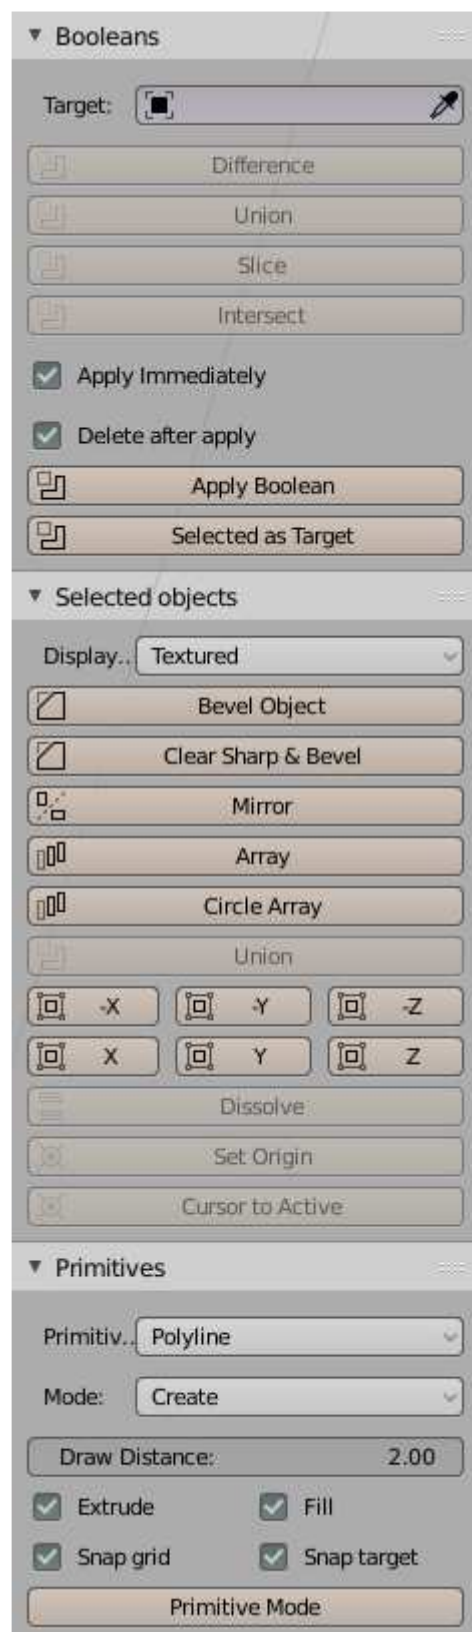 Booleans
Target:
Difference
Union
Slice
Intersect
Apply Immediately
Delete after apply
Apply Boolean
Selected as Target
Selected objects
Display.. Textured
Bevel Object
Clear Sharp & Bevel
Mirror
Array
Circle Array
Union
-X -Y -Z
X Y Z
Dissolve
Set Origin
Cursor to Active
Primitives
Primitiv.. Polyline
Mode: Create
Draw Distance: 2.00
Extrude Fill
Snap grid Snap target
Primitive Mode